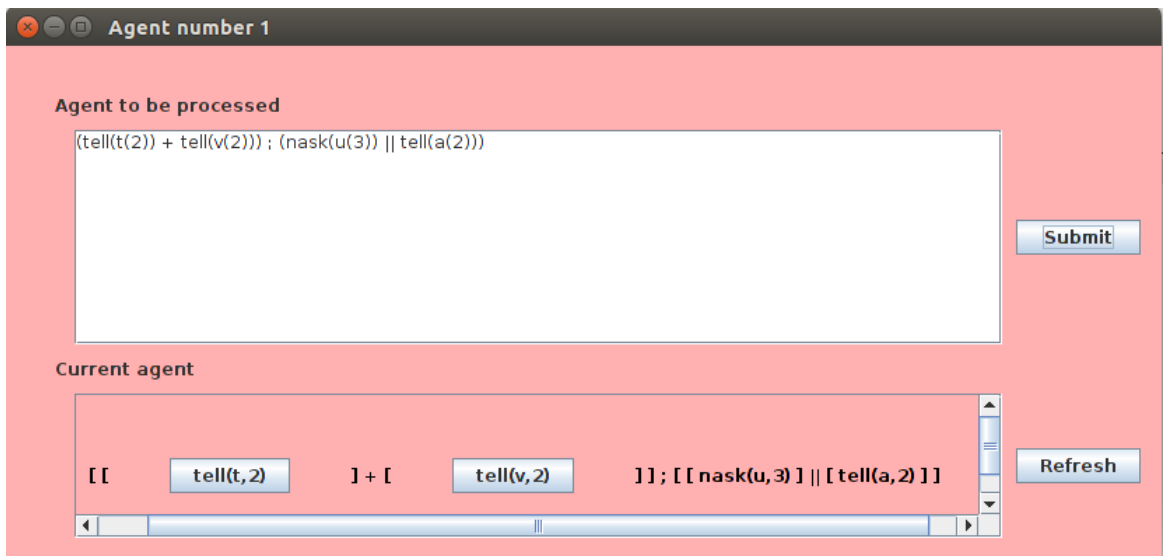 Agent number 1
Agent to be processed
(tell(t(2)) + tell(v(2))) ; (nask(u(3)) || tell(a(2)))
Submit
Current agent
[ [ tell(t,2) ] + [ tell(v,2) ] ] ; [ [ nask(u,3) ] || [ tell(a,2) ] ]
Refresh